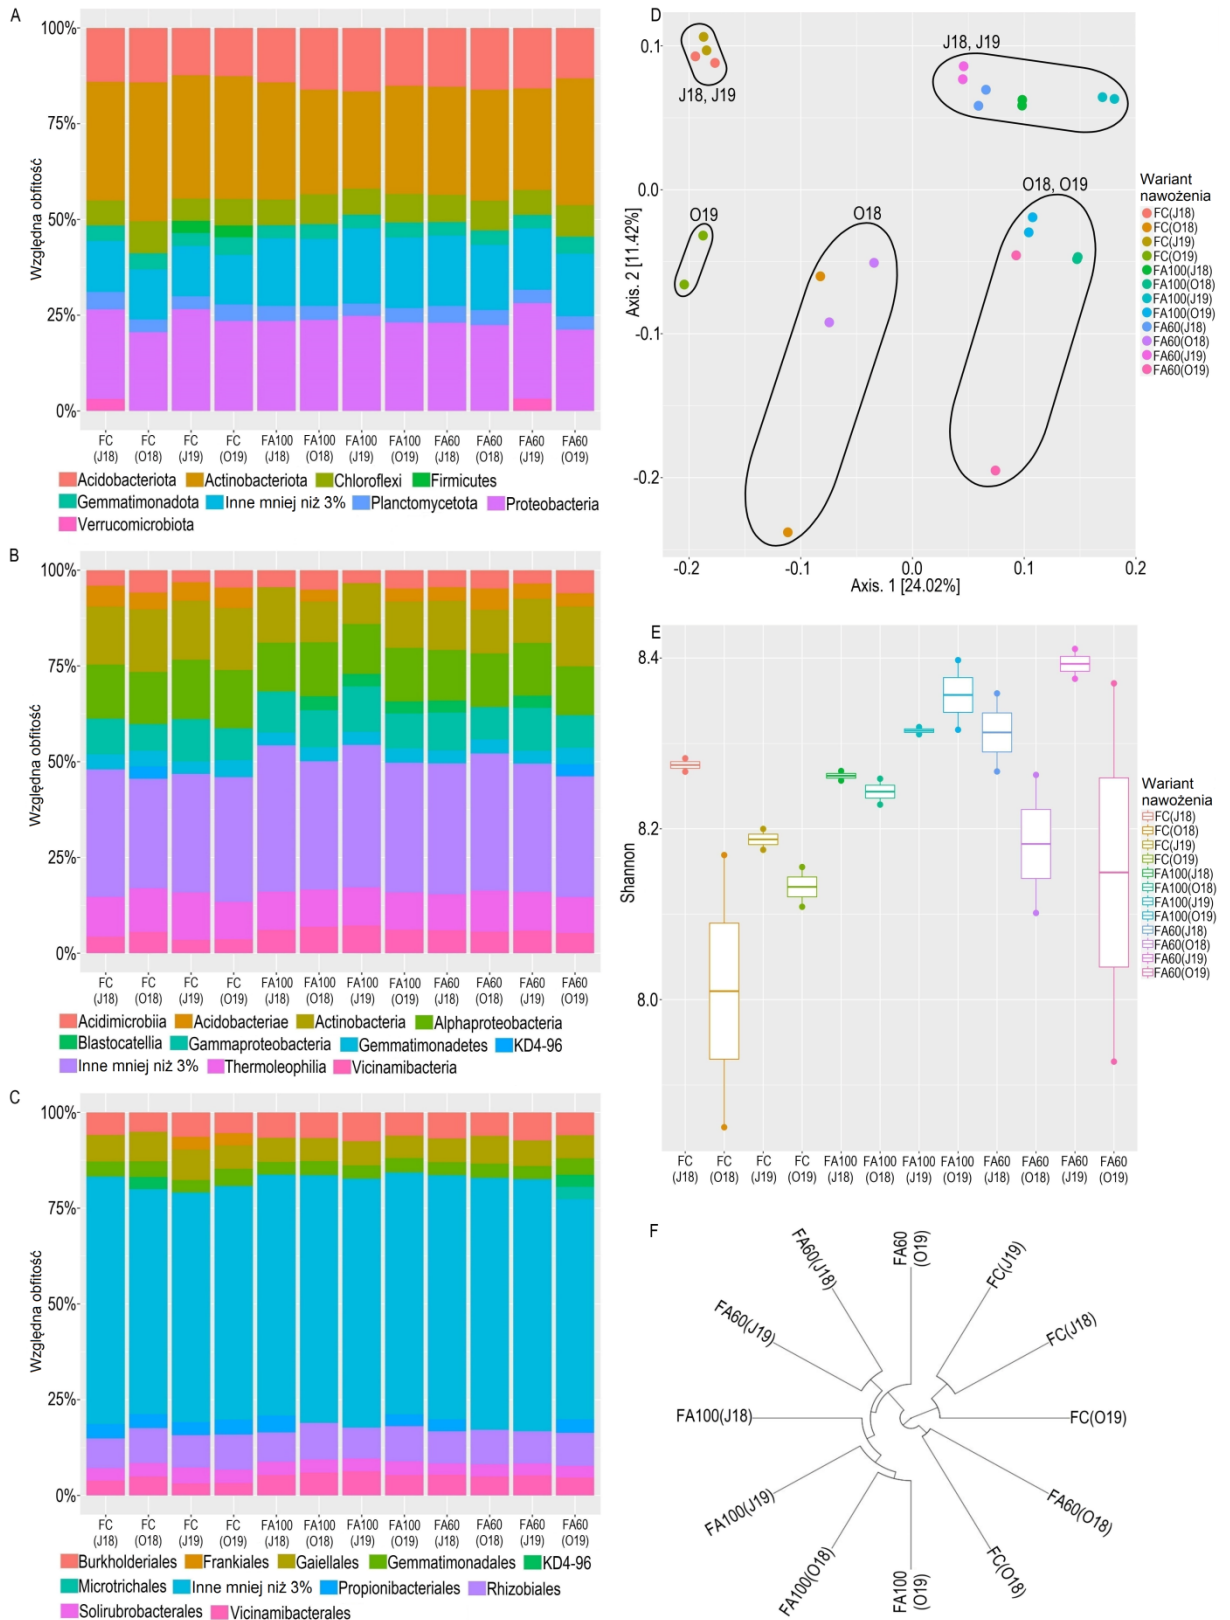 A
100%
75%
50%
25%
0%
Względna obfitość
FC (J18)
FC (O18)
FC (J19)
FC (O19)
FA100 (J18)
FA100 (O18)
FA100 (J19)
FA100 (O19)
FA60 (J18)
FA60 (O18)
FA60 (J19)
FA60 (O19)
Acidobacteriota Actinobacteriota Chloroflexi Firmicutes
Gemmatimonadota Inne mniej niż 3% Planctomycetota Proteobacteria
Verrucomicrobiota
B
100%
75%
50%
25%
0%
Względna obfitość
FC (J18)
FC (O18)
FC (J19)
FC (O19)
FA100 (J18)
FA100 (O18)
FA100 (J19)
FA100 (O19)
FA60 (J18)
FA60 (O18)
FA60 (J19)
FA60 (O19)
Acidimicrobiia Acidobacteriae Actinobacteria Alphaproteobacteria
Blastocatellia Gammaproteobacteria Gemmatimonadetes KD4-96
Inne mniej niż 3% Thermoleophilia Vicinamibacteria
C
100%
75%
50%
25%
0%
Względna obfitość
FC (J18)
FC (O18)
FC (J19)
FC (O19)
FA100 (J18)
FA100 (O18)
FA100 (J19)
FA100 (O19)
FA60 (J18)
FA60 (O18)
FA60 (J19)
FA60 (O19)
Burkholderiales Frankiales Gaiellales Gemmatimonadales KD4-96
Microtrichales Inne mniej niż 3% Propionibacteriales Rhizobiales
Solirubrobacterales Vicinamibacterales
D
0.1
0.0
-0.1
-0.2
Axis. 2 [11.42%]
J18, J19
J18, J19
O19
O18
O18, O19
-0.2 -0.1 0.0 0.1 0.2
Axis. 1 [24.02%]
Wariant
nawożenia
FC(J18)
FC(O18)
FC(J19)
FC(O19)
FA100(J18)
FA100(O18)
FA100(J19)
FA100(O19)
FA60(J18)
FA60(O18)
FA60(J19)
FA60(O19)
E
8.4
8.2
8.0
Shannon
FC (J18)
FC (O18)
FC (J19)
FC (O19)
FA100 (J18)
FA100 (O18)
FA100 (J19)
FA100 (O19)
FA60 (J18)
FA60 (O18)
FA60 (J19)
FA60 (O19)
Wariant
nawożenia
FC(J18)
FC(O18)
FC(J19)
FC(O19)
FA100(J18)
FA100(O18)
FA100(J19)
FA100(O19)
FA60(J18)
FA60(O18)
FA60(J19)
FA60(O19)
F
FA60(J18)
FA60
(O19)
FC(J19)
FA60(J19)
FC(J18)
FA100(J18)
FC(O19)
FA100(J19)
FA60(O18)
FA100(O18)
FA100
(O19)
FC(O18)